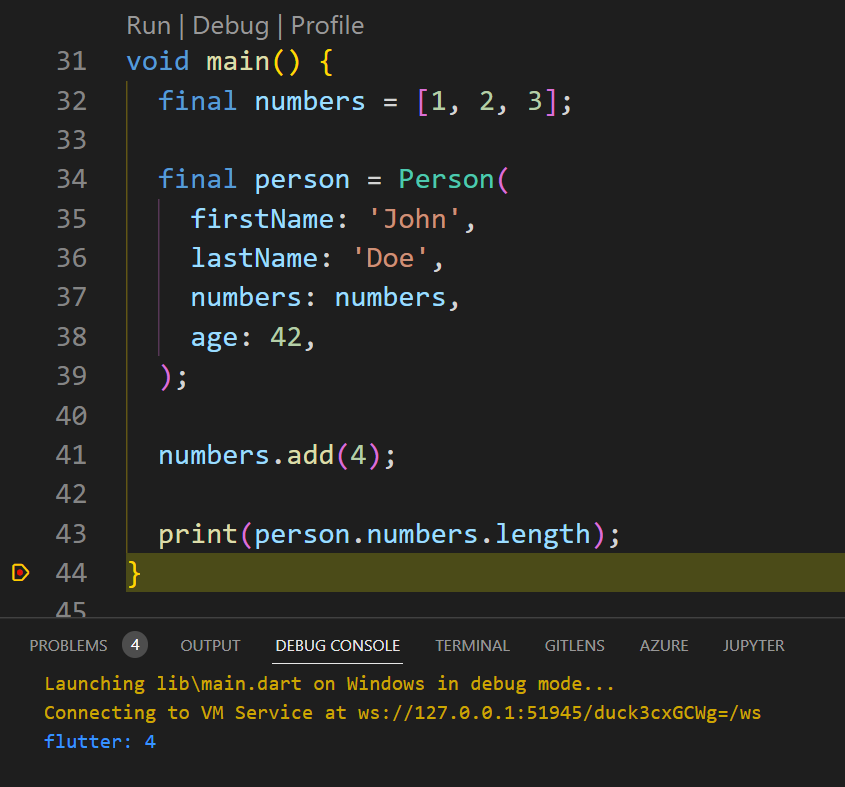 Run | Debug | Profile
31 void main() {
32 final numbers = [1, 2, 3];
33
34 final person = Person(
35 firstName: 'John',
36 lastName: 'Doe',
37 numbers: numbers,
38 age: 42,
39 );
40
41 numbers.add(4);
42
43 print(person.numbers.length);
44 }
45
PROBLEMS 4 OUTPUT DEBUG CONSOLE TERMINAL GITLENS AZURE JUPYTER
Launching lib\main.dart on Windows in debug mode...
Connecting to VM Service at ws://127.0.0.1:51945/duck3cxGCWg=/ws
flutter: 4